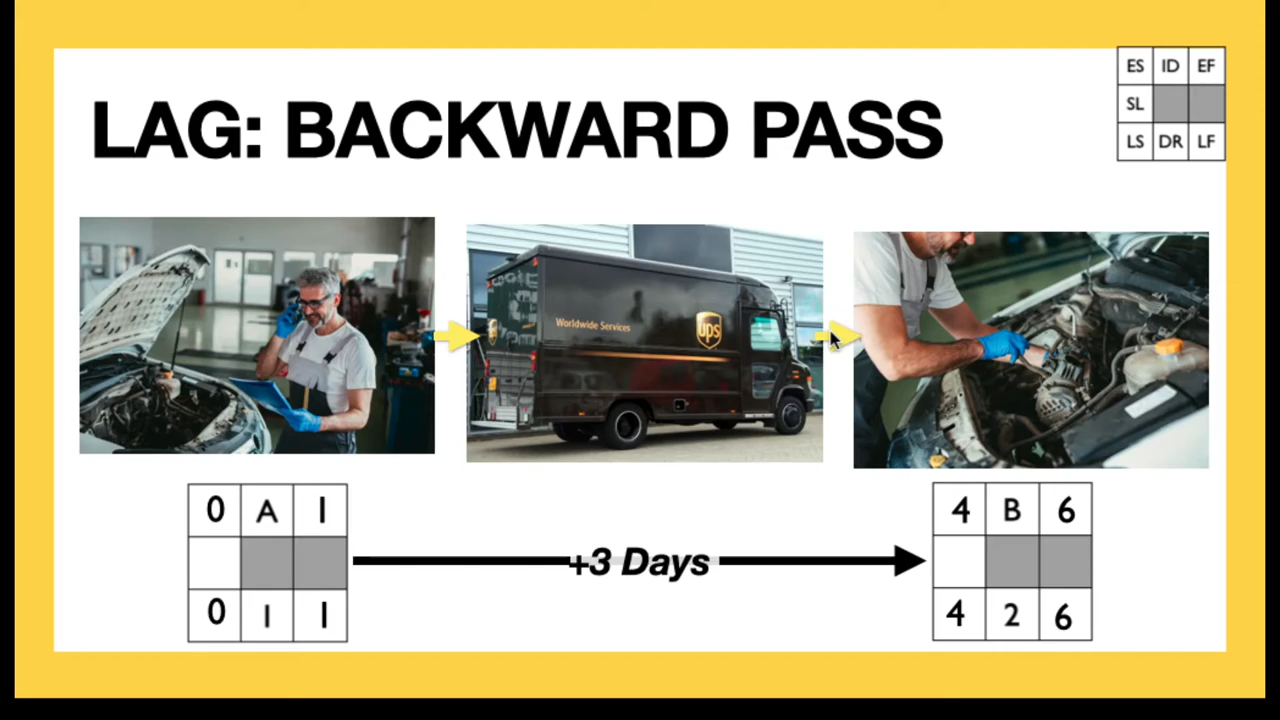 LAG: BACKWARD PASS
ES ID EF
SL
LS DR LF
Worldwide Services
ups
0 A 1
0 1 1
+3 Days
4 B 6
4 2 6